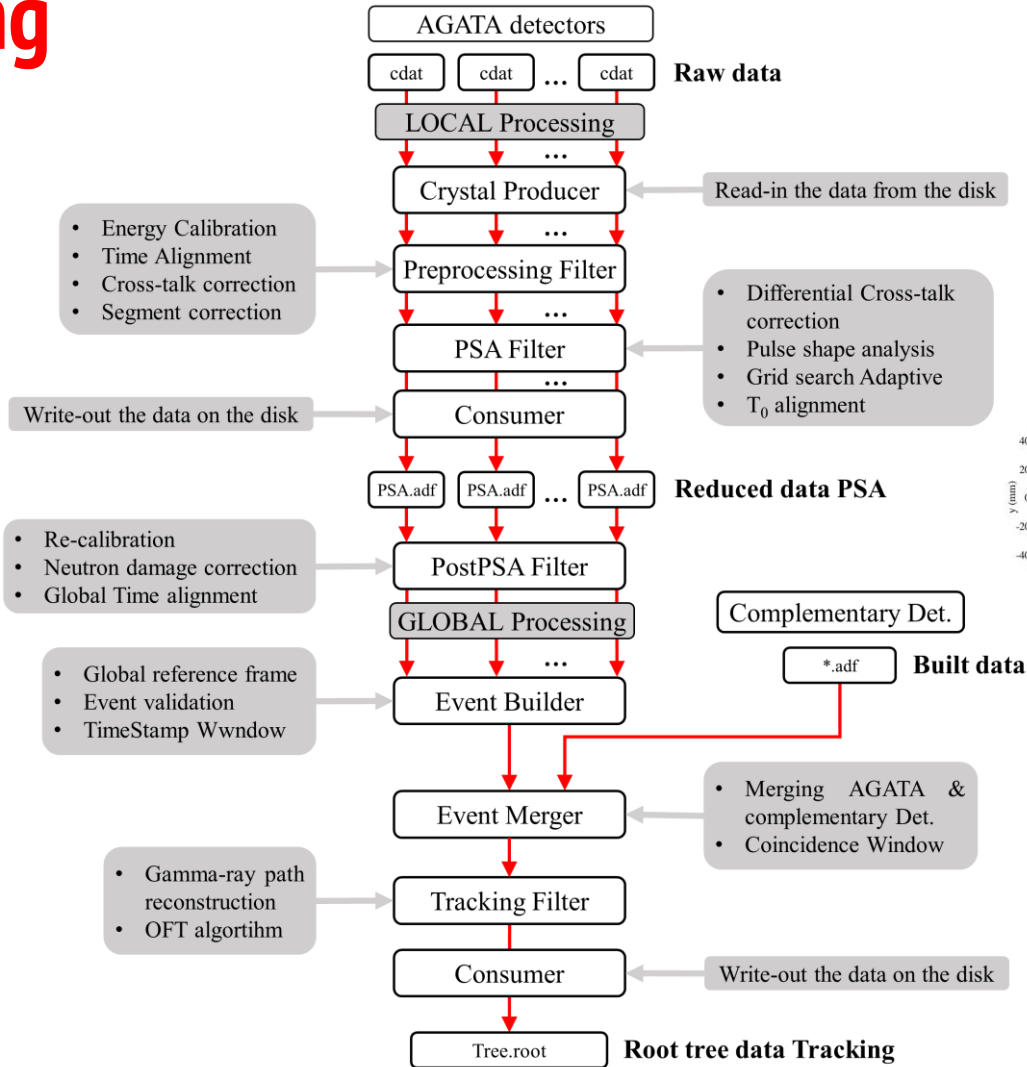 ng
AGATA detectors
cdat cdat ... cdat
Raw data
LOCAL Processing
...
Crystal Producer
Read-in the data from the disk
...
• Energy Calibration
• Time Alignment
• Cross-talk correction
• Segment correction
Preprocessing Filter
...
• Differential Cross-talk
correction
• Pulse shape analysis
• Grid search Adaptive
• T₀ alignment
PSA Filter
...
Write-out the data on the disk
Consumer
PSA.adf PSA.adf ... PSA.adf
Reduced data PSA
40
20
0
-20
-40
y (mm)
• Re-calibration
• Neutron damage correction
• Global Time alignment
PostPSA Filter
GLOBAL Processing
...
Complementary Det.
*.adf
Built data
• Global reference frame
• Event validation
• TimeStamp Wwndow
Event Builder
Event Merger
• Merging AGATA &
complementary Det.
• Coincidence Window
• Gamma-ray path
reconstruction
• OFT algortihm
Tracking Filter
Consumer
Write-out the data on the disk
Tree.root
Root tree data Tracking